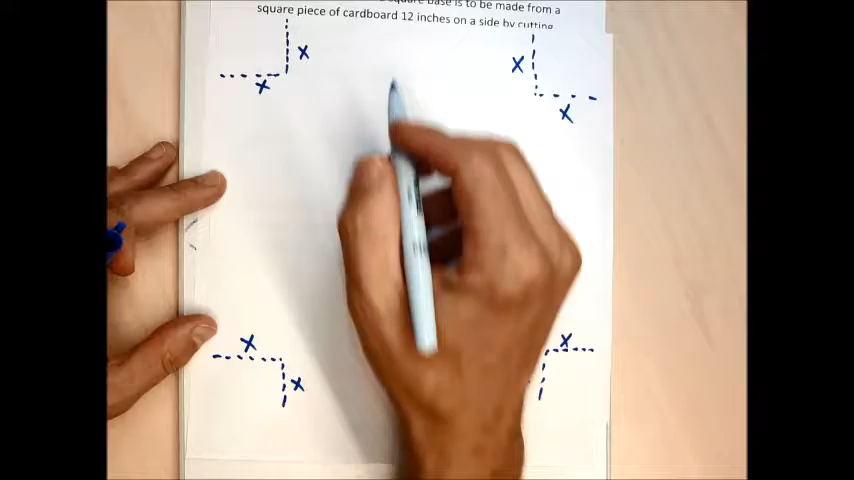 square base is to be made from a
square piece of cardboard 12 inches on a side by cutting
x
x
x
x
x
x
x